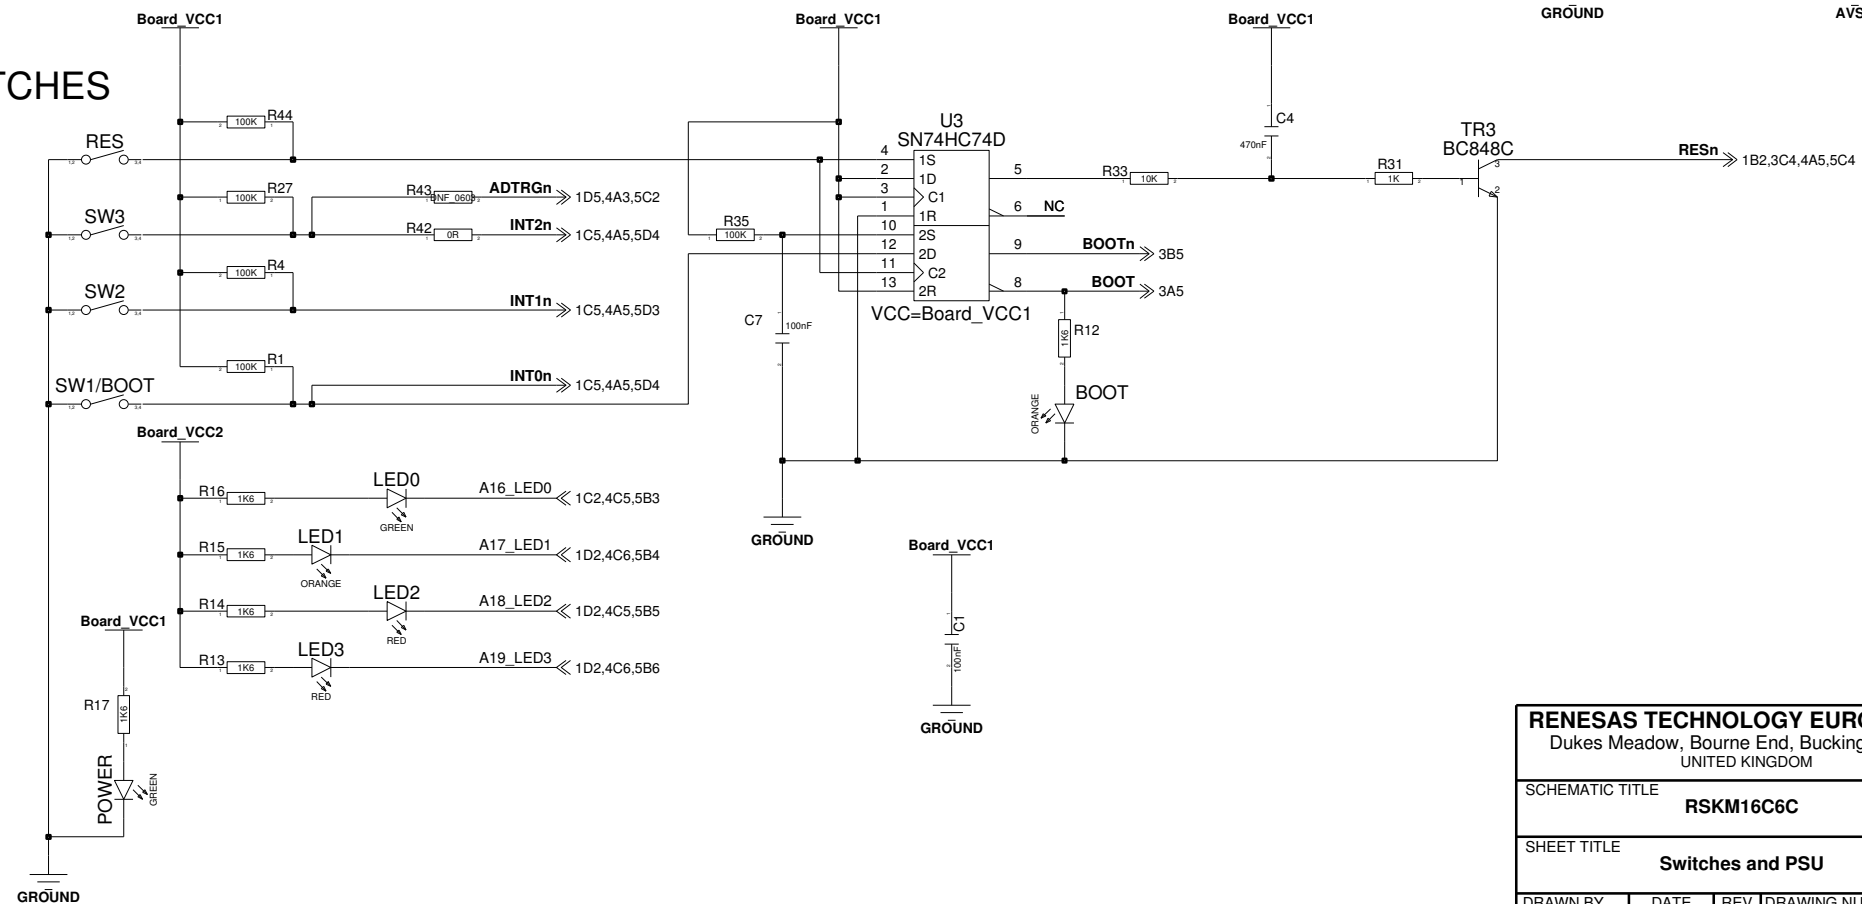 GROUND
Board_VCC1
Board_VCC1
Board_VCC1
TCHES
R44
100K
RES
R27
100K
R43
DNF_0603
ADTRGn
1D5,4A3,5C2
SW3
R42
0R
INT2n
1C5,4A5,5D4
R4
100K
SW2
INT1n
1C5,4A5,5D3
R1
100K
SW1/BOOT
INT0n
1C5,4A5,5D4
U3
SN74HC74D
4 1S
2 1D
3 C1
1 1R
10 2S
12 2D
11 C2
13 2R
5
6 NC
9 BOOTn
3B5
8 BOOT
3A5
VCC=Board_VCC1
R35
100K
C7
100nF
R33
10K
C4
470nF
R31
1K
TR3
BC848C
1
2
3
RESn
1B2,3C4,4A5,5C4
R12
1K6
BOOT
ORANGE
GROUND
Board_VCC2
R16
1K6
LED0
GREEN
A16_LED0
1C2,4C5,5B3
R15
1K6
LED1
ORANGE
A17_LED1
1D2,4C6,5B4
R14
1K6
LED2
RED
A18_LED2
1D2,4C5,5B5
R13
1K6
LED3
RED
A19_LED3
1D2,4C6,5B6
Board_VCC1
R17
1K6
POWER
GREEN
GROUND
Board_VCC1
C1
100nF
GROUND
RENESAS TECHNOLOGY EURO
Dukes Meadow, Bourne End, Bucking
UNITED KINGDOM
SCHEMATIC TITLE
RSKM16C6C
SHEET TITLE
Switches and PSU
DRAWN BY DATE REV DRAWING NU